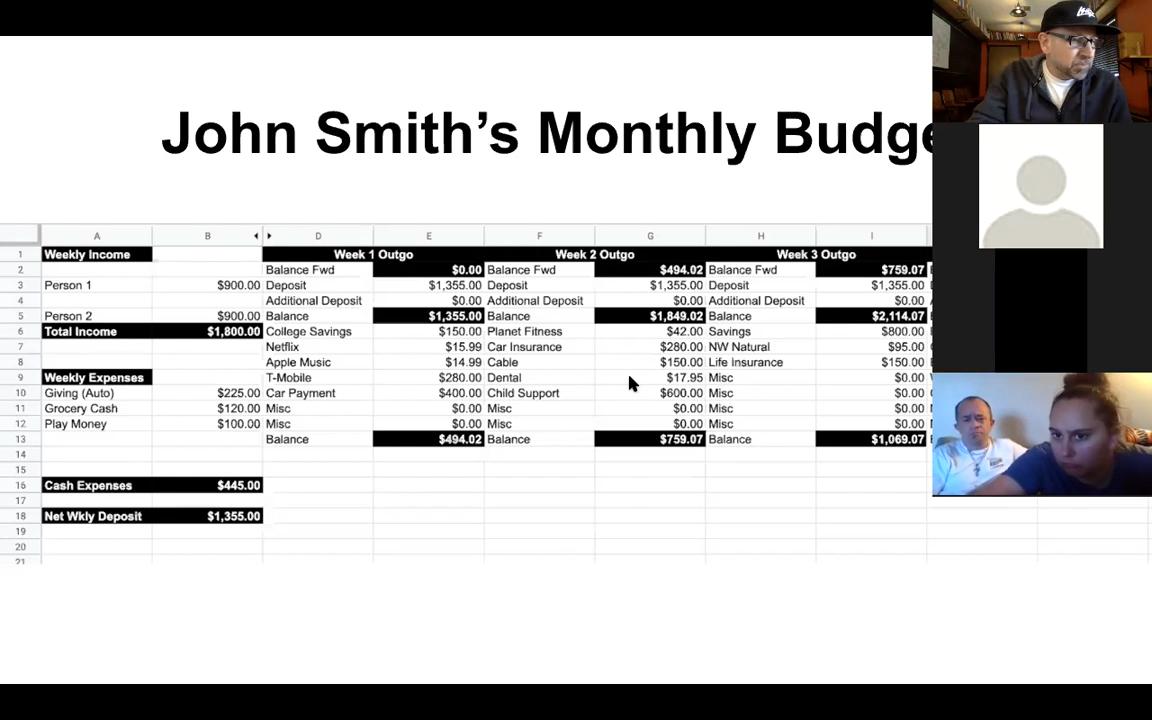 John Smith's Monthly Budge
A B D E F G H I
1 Weekly Income Week 1 Outgo Week 2 Outgo Week 3 Outgo
2 Balance Fwd $0.00 Balance Fwd $494.02 Balance Fwd $759.07
3 Person 1 $900.00 Deposit $1,355.00 Deposit $1,355.00 Deposit $1,355.00
4 Additional Deposit $0.00 Additional Deposit $0.00 Additional Deposit $0.00
5 Person 2 $900.00 Balance $1,355.00 Balance $1,849.02 Balance $2,114.07
6 Total Income $1,800.00 College Savings $150.00 Planet Fitness $42.00 Savings $800.00
7 Netflix $15.99 Car Insurance $280.00 NW Natural $95.00
8 Apple Music $14.99 Cable $150.00 Life Insurance $150.00
9 Weekly Expenses T-Mobile $280.00 Dental $17.95 Misc $0.00
10 Giving (Auto) $225.00 Car Payment $400.00 Child Support $600.00 Misc $0.00
11 Grocery Cash $120.00 Misc $0.00 Misc $0.00 Misc $0.00
12 Play Money $100.00 Misc $0.00 Misc $0.00 Misc $0.00
13 Balance $494.02 Balance $759.07 Balance $1,069.07
14
15
16 Cash Expenses $445.00
17
18 Net Wkly Deposit $1,355.00
19
20
21